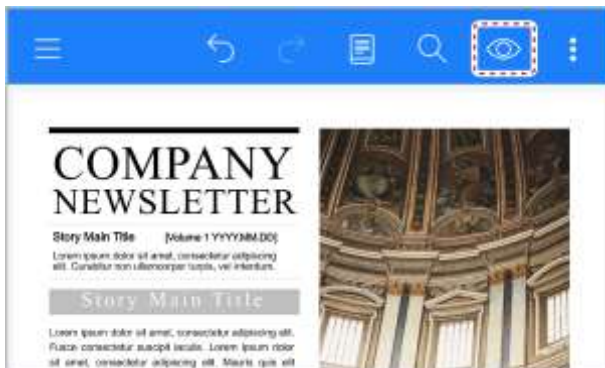 COMPANY
NEWSLETTER
Story Main Title [Volume 1 YYYY.MM.DD]
Lorem ipsum dolor sit amet, consectetur adipiscing
elit. Curabitur non ullamcorper turpis, vel interdum.
Story Main Title
Lorem ipsum dolor sit amet, consectetur adipiscing elit.
Fusce consectetur suscipit iaculis. Lorem ipsum dolor
sit amet, consectetur adipiscing elit. Mauris quis elit